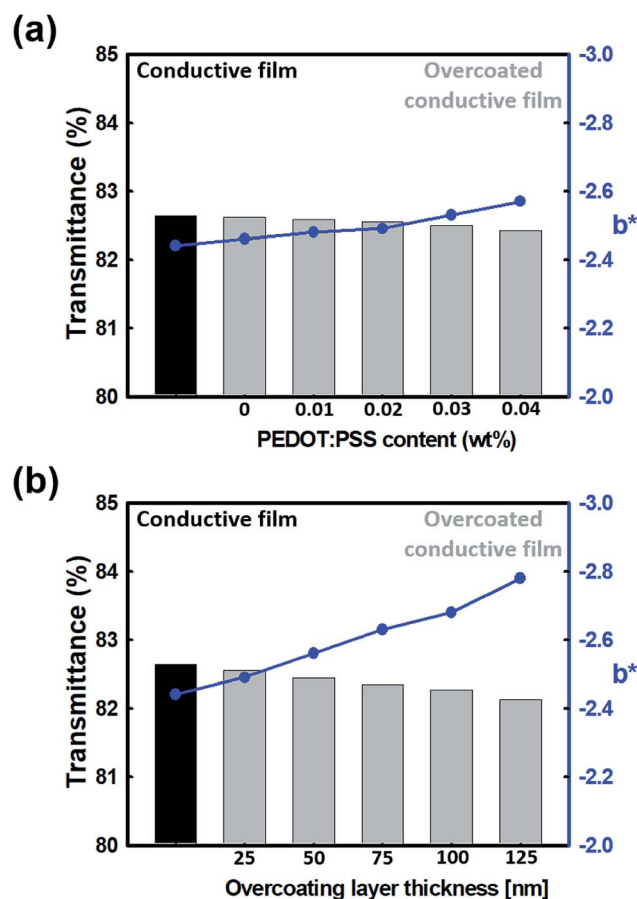 (a)
85
84
83
82
81
80
Transmittance (%)
Conductive film
Overcoated
conductive film
-3.0
-2.8
-2.6
-2.4
-2.2
-2.0
b*
0 0.01 0.02 0.03 0.04
PEDOT:PSS content (wt%)
(b)
85
84
83
82
81
80
Transmittance (%)
Conductive film
Overcoated
conductive film
-3.0
-2.8
-2.6
-2.4
-2.2
-2.0
b*
25 50 75 100 125
Overcoating layer thickness [nm]